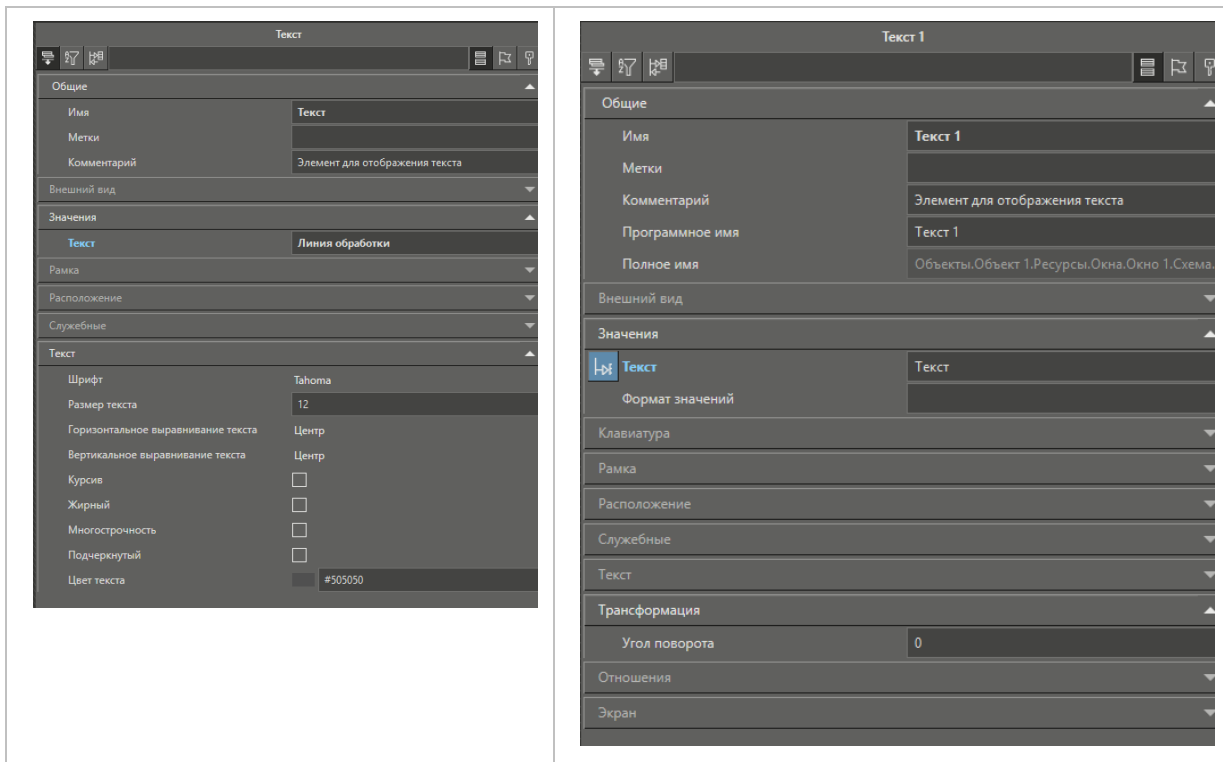 Текст
Общие
Имя Текст
Метки
Комментарий Элемент для отображения текста
Внешний вид
Значения
Текст Линия обработки
Рамка
Расположение
Служебные
Текст
Шрифт Tahoma
Размер текста 12
Горизонтальное выравнивание текста Центр
Вертикальное выравнивание текста Центр
Курсив
Жирный
Многострочность
Подчеркнутый
Цвет текста #505050
Текст 1
Общие
Имя Текст 1
Метки
Комментарий Элемент для отображения текста
Программное имя Текст 1
Полное имя Объекты.Объект 1.Ресурсы.Окна.Окно 1.Схема.
Внешний вид
Значения
Текст Текст
Формат значений
Клавиатура
Рамка
Расположение
Служебные
Текст
Трансформация
Угол поворота 0
Отношения
Экран